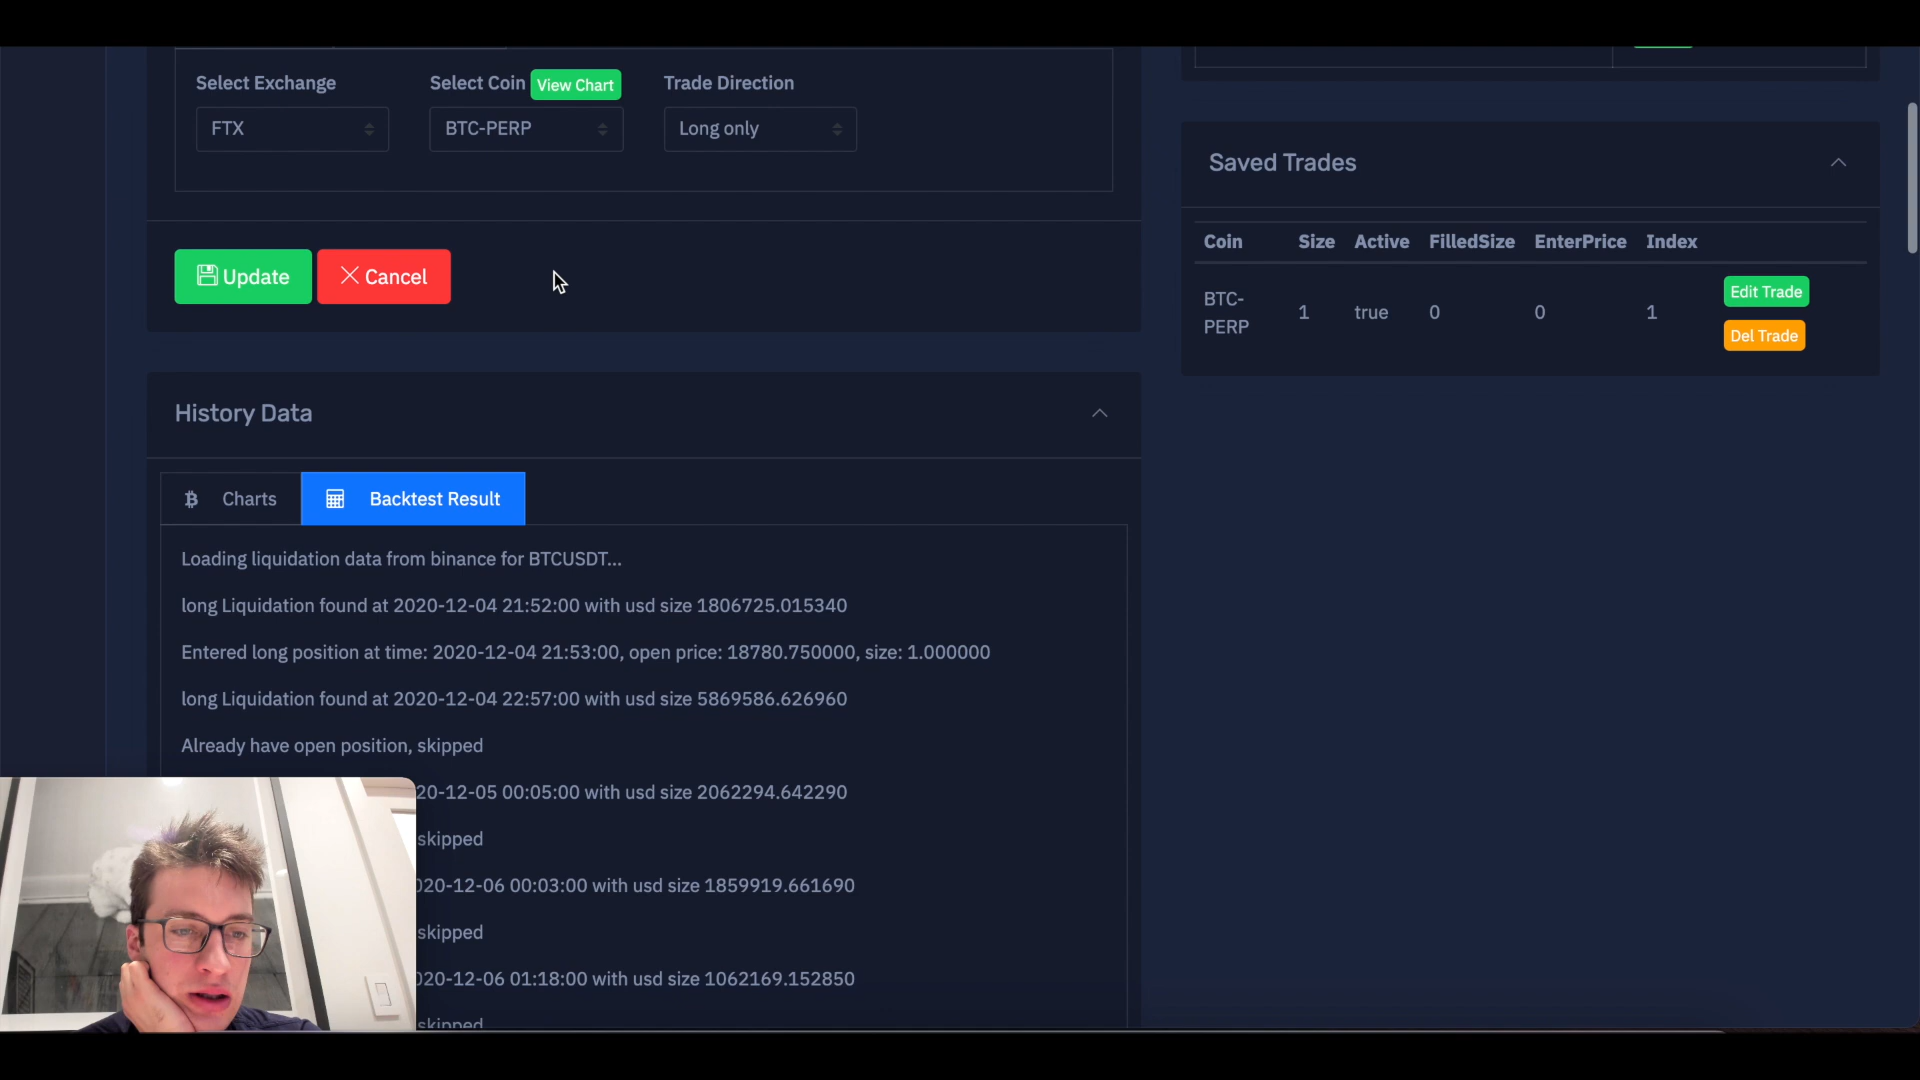 Select Exchange
Select Coin View Chart
Trade Direction
FTX
BTC-PERP
Long only
Update
Cancel
History Data
Charts
Backtest Result
Loading liquidation data from binance for BTCUSDT...
long Liquidation found at 2020-12-04 21:52:00 with usd size 1806725.015340
Entered long position at time: 2020-12-04 21:53:00, open price: 18780.750000, size: 1.000000
long Liquidation found at 2020-12-04 22:57:00 with usd size 5869586.626960
Already have open position, skipped
20-12-05 00:05:00 with usd size 2062294.642290
skipped
020-12-06 00:03:00 with usd size 1859919.661690
skipped
020-12-06 01:18:00 with usd size 1062169.152850
skipped
Saved Trades
Coin Size Active FilledSize EnterPrice Index
BTC-
PERP
1 true 0 0 1
Edit Trade
Del Trade